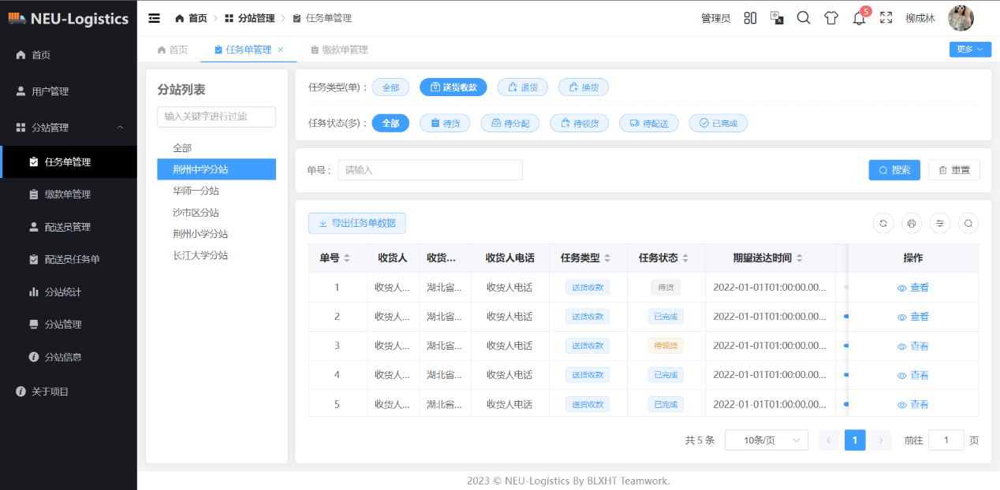 NEU-Logistics
首页
用户管理
分站管理
任务单管理
缴款单管理
配送员管理
配送员任务单
分站统计
分站管理
分站信息
关于项目
首页 > 分站管理 > 任务单管理
管理员 5 柳成林
首页 任务单管理 × 缴款单管理 更多
分站列表
输入关键字进行过滤
全部
荆州中学分站
华师一分站
沙市区分站
荆州小学分站
长江大学分站
任务类型(单)： 全部 送货收款 退货 换货
任务状态(多)： 全部 待货 待分配 待领货 待配送 已完成
单号： 请输入 搜索 重置
导出任务单数据
单号 收货人 收货... 收货人电话 任务类型 任务状态 期望送达时间 操作
1 收货人... 湖北省... 收货人电话 送货收款 待货 2022-01-01T01:00:00.00... 查看
2 收货人... 湖北省... 收货人电话 送货收款 已完成 2022-01-01T01:00:00.00... 查看
3 收货人... 湖北省... 收货人电话 送货收款 待领货 2022-01-01T01:00:00.00... 查看
4 收货人... 湖北省... 收货人电话 送货收款 已完成 2022-01-01T01:00:00.00... 查看
5 收货人... 湖北省... 收货人电话 送货收款 已完成 2022-01-01T01:00:00.00... 查看
共 5 条 10条/页 < 1 > 前往 1 页
2023 © NEU-Logistics By BLXHT Teamwork.